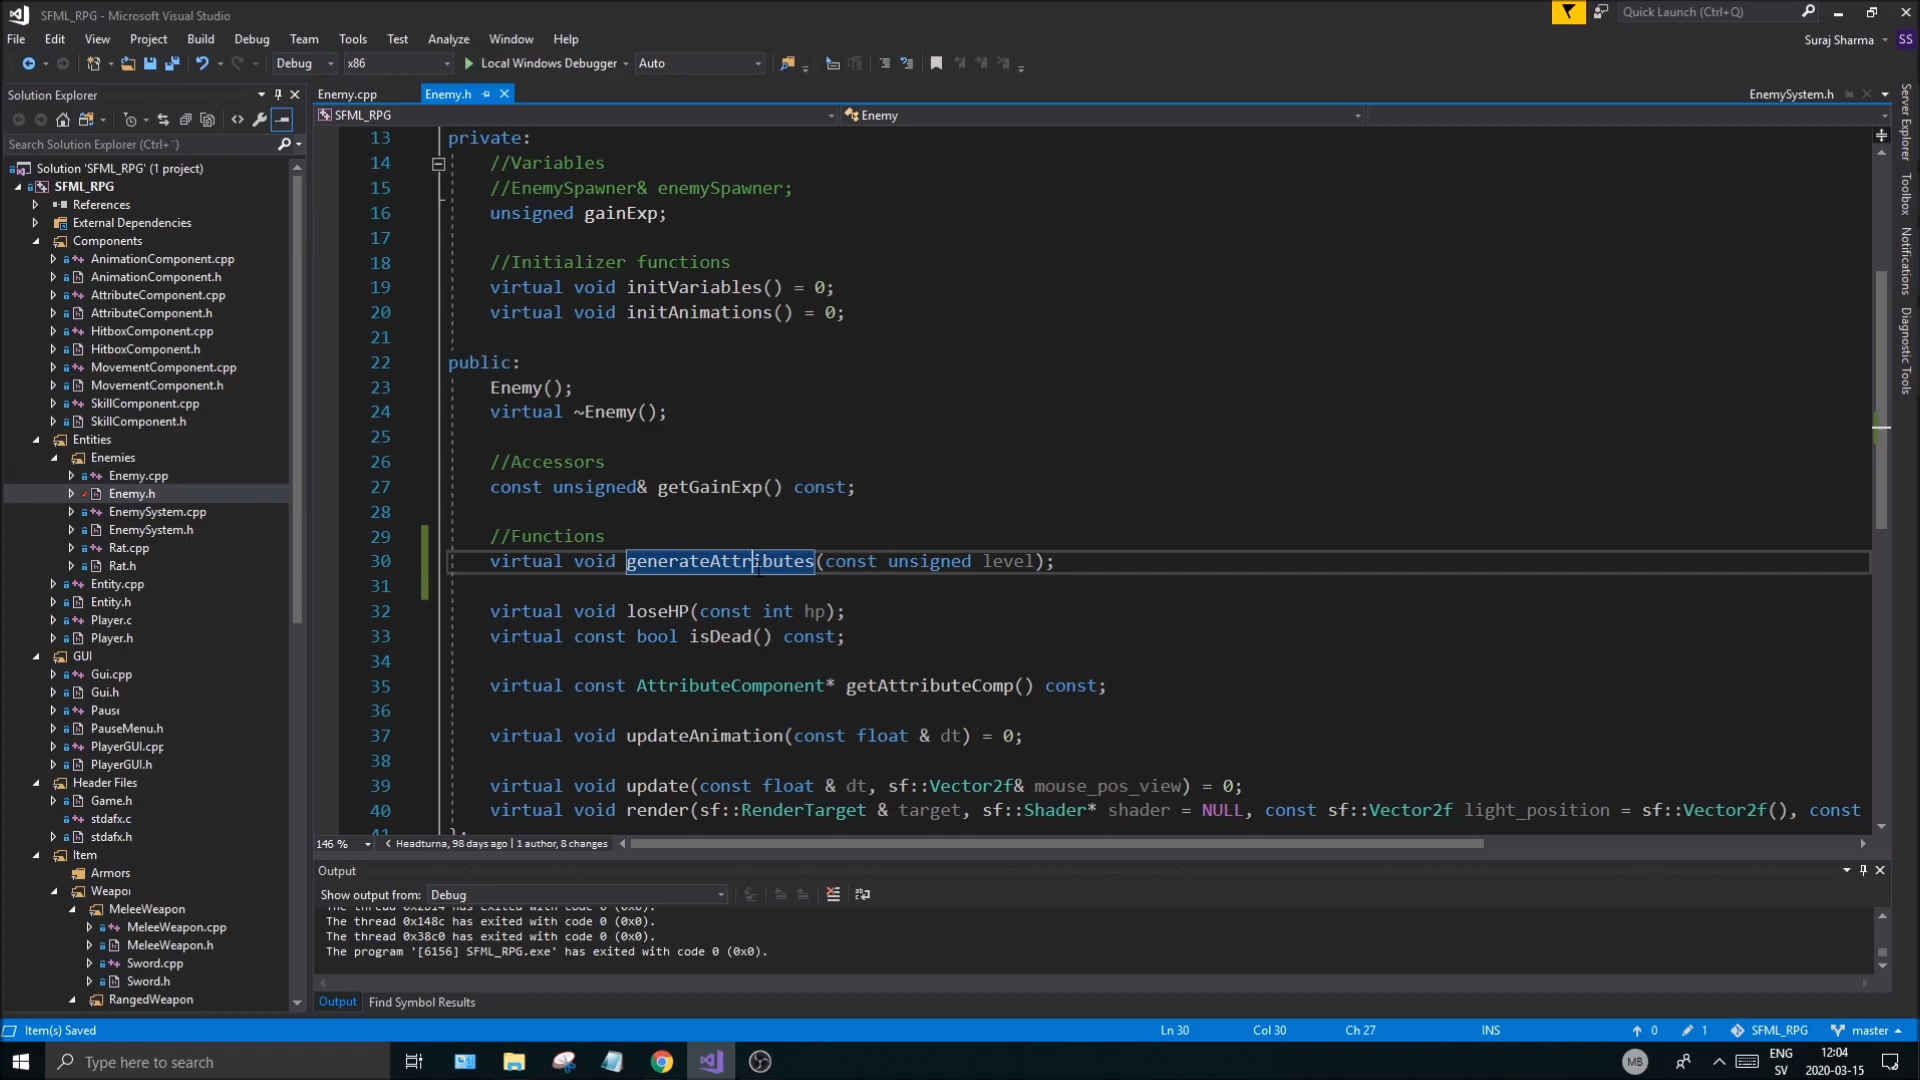 SFML_RPG - Microsoft Visual Studio
Quick Launch (Ctrl+Q)
File Edit View Project Build Debug Team Tools Test Analyze Window Help
Suraj Sharma SS
Debug x86 Local Windows Debugger Auto
Solution Explorer
Enemy.cpp Enemy.h EnemySystem.h
SFML_RPG Enemy
Search Solution Explorer (Ctrl+¨)
Solution 'SFML_RPG' (1 project)
SFML_RPG
References
External Dependencies
Components
AnimationComponent.cpp
AnimationComponent.h
AttributeComponent.cpp
AttributeComponent.h
HitboxComponent.cpp
HitboxComponent.h
MovementComponent.cpp
MovementComponent.h
SkillComponent.cpp
SkillComponent.h
Entities
Enemies
Enemy.cpp
Enemy.h
EnemySystem.cpp
EnemySystem.h
Rat.cpp
Rat.h
Entity.cpp
Entity.h
Player.c
Player.h
GUI
Gui.cpp
Gui.h
Pause
PauseMenu.h
PlayerGUI.cpp
PlayerGUI.h
Header Files
Game.h
stdafx.c
stdafx.h
Item
Armors
Weapor
MeleeWeapon
MeleeWeapon.cpp
MeleeWeapon.h
Sword.cpp
Sword.h
RangedWeapon
13 private:
14 //Variables
15 //EnemySpawner& enemySpawner;
16 unsigned gainExp;
17
18 //Initializer functions
19 virtual void initVariables() = 0;
20 virtual void initAnimations() = 0;
21
22 public:
23 Enemy();
24 virtual ~Enemy();
25
26 //Accessors
27 const unsigned& getGainExp() const;
28
29 //Functions
30 virtual void generateAttributes(const unsigned level);
31
32 virtual void loseHP(const int hp);
33 virtual const bool isDead() const;
34
35 virtual const AttributeComponent* getAttributeComp() const;
36
37 virtual void updateAnimation(const float & dt) = 0;
38
39 virtual void update(const float & dt, sf::Vector2f& mouse_pos_view) = 0;
40 virtual void render(sf::RenderTarget & target, sf::Shader* shader = NULL, const sf::Vector2f light_position = sf::Vector2f(), const
41 };
146 % Headturna, 98 days ago | 1 author, 8 changes
Server Explorer
Toolbox
Notifications
Diagnostic Tools
Output
Show output from: Debug
The thread 0x2b14 has exited with code 0 (0x0).
The thread 0x148c has exited with code 0 (0x0).
The thread 0x38c0 has exited with code 0 (0x0).
The program '[6156] SFML_RPG.exe' has exited with code 0 (0x0).
Output Find Symbol Results
Item(s) Saved Ln 30 Col 30 Ch 27 INS 0 1 SFML_RPG master
Type here to search
MB
ENG
SV
12:04
2020-03-15